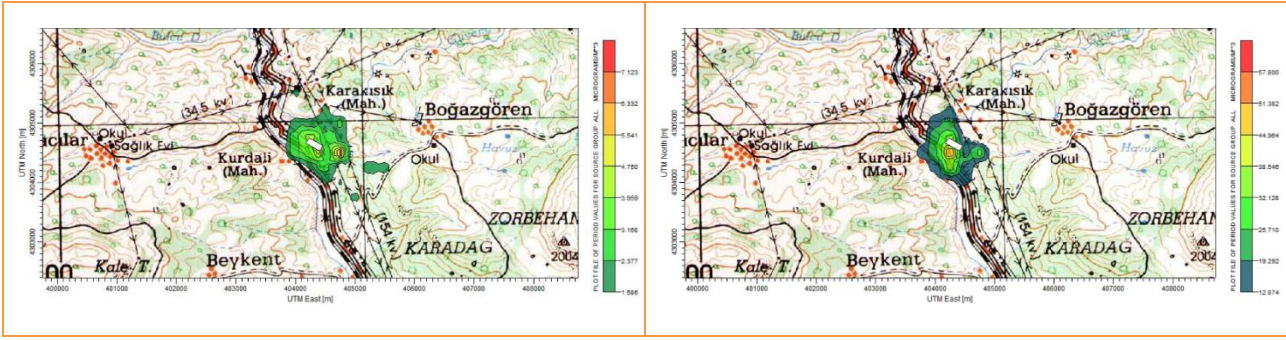 Karakısık
(Mah.)
(34.5 kv.)
Boğazgören
Okul
Sağlık Evi
ıcılar
Kurdali
(Mah.)
Havuz
Okul
ZORBEHAN
(154 kv.)
KARADAG
2004
Kale T.
Beykent
UTM North [m]
4306000
4305000
4304000
4303000
400000 401000 402000 403000 404000 405000 406000 407000 408000
UTM East [m]
PLOT FILE OF PERIOD VALUES FOR SOURCE GROUP: ALL MICROGRAMS/M^3
7.123
6.332
5.541
4.750
3.959
3.168
2.377
1.586
Karakısık
(Mah.)
(34.5 kv.)
Boğazgören
Okul
Sağlık Evi
ıcılar
Kurdali
(Mah.)
Havuz
Okul
ZORBEHAN
(154 kv.)
KARADAG
2004
Kale T.
Beykent
UTM North [m]
4306000
4305000
4304000
4303000
400000 401000 402000 403000 404000 405000 406000 407000 408000
UTM East [m]
PLOT FILE OF PERIOD VALUES FOR SOURCE GROUP: ALL MICROGRAMS/M^3
57.800
51.382
44.964
38.546
32.128
25.710
19.292
12.874